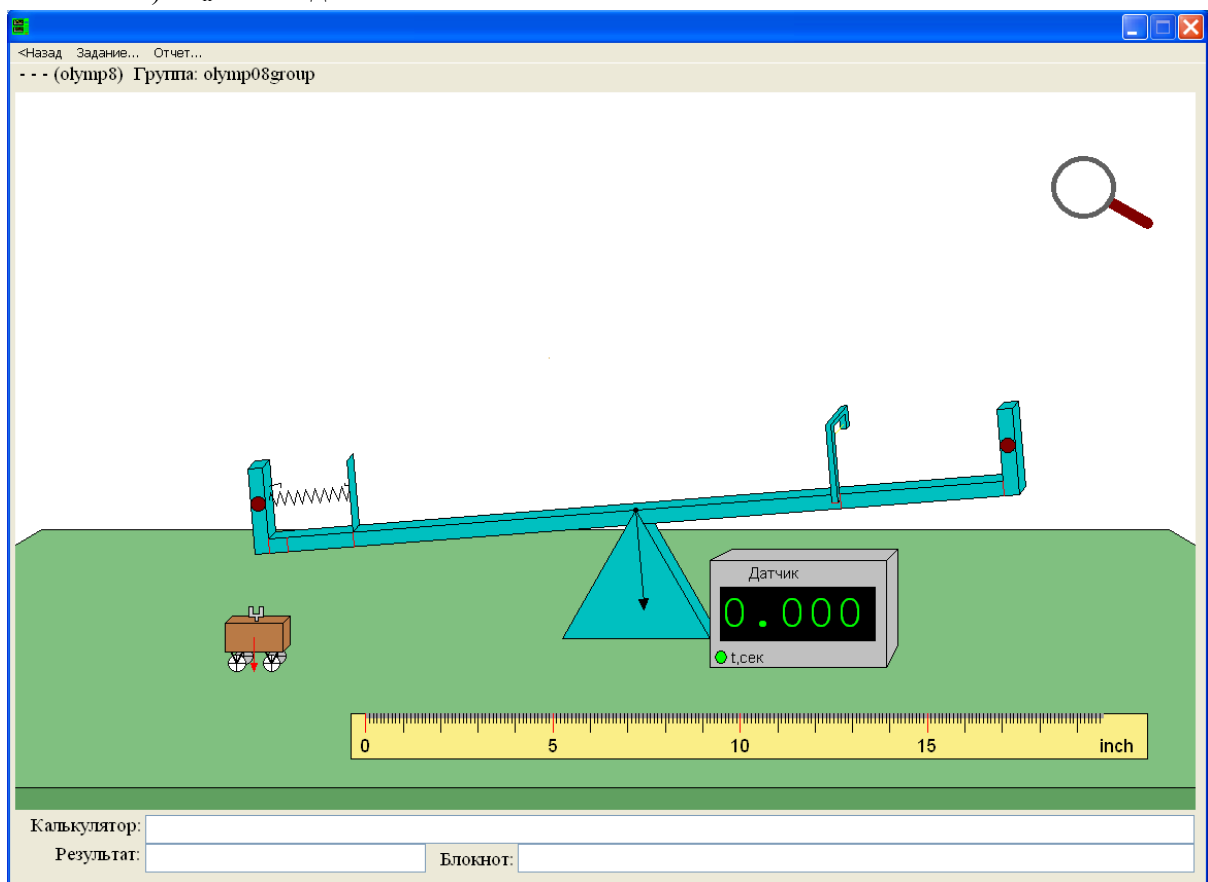 <Назад Задание... Отчет...
- - - (olymp8) Группа: olymp08group
Датчик
0.000
t,сек
0 5 10 15 inch
Калькулятор:
Результат:
Блокнот: